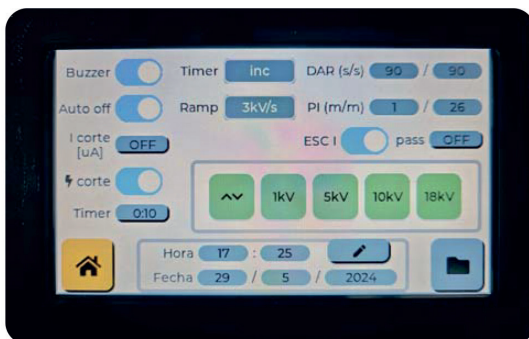 Buzzer Timer inc DAR (s/s) 90 / 90
Auto off Ramp 3kV/s PI (m/m) 1 / 26
I corte [uA] OFF ESC I pass OFF
corte 1kV 5kV 10kV 18kV
Timer 0:10
Hora 17 : 25
Fecha 29 / 5 / 2024